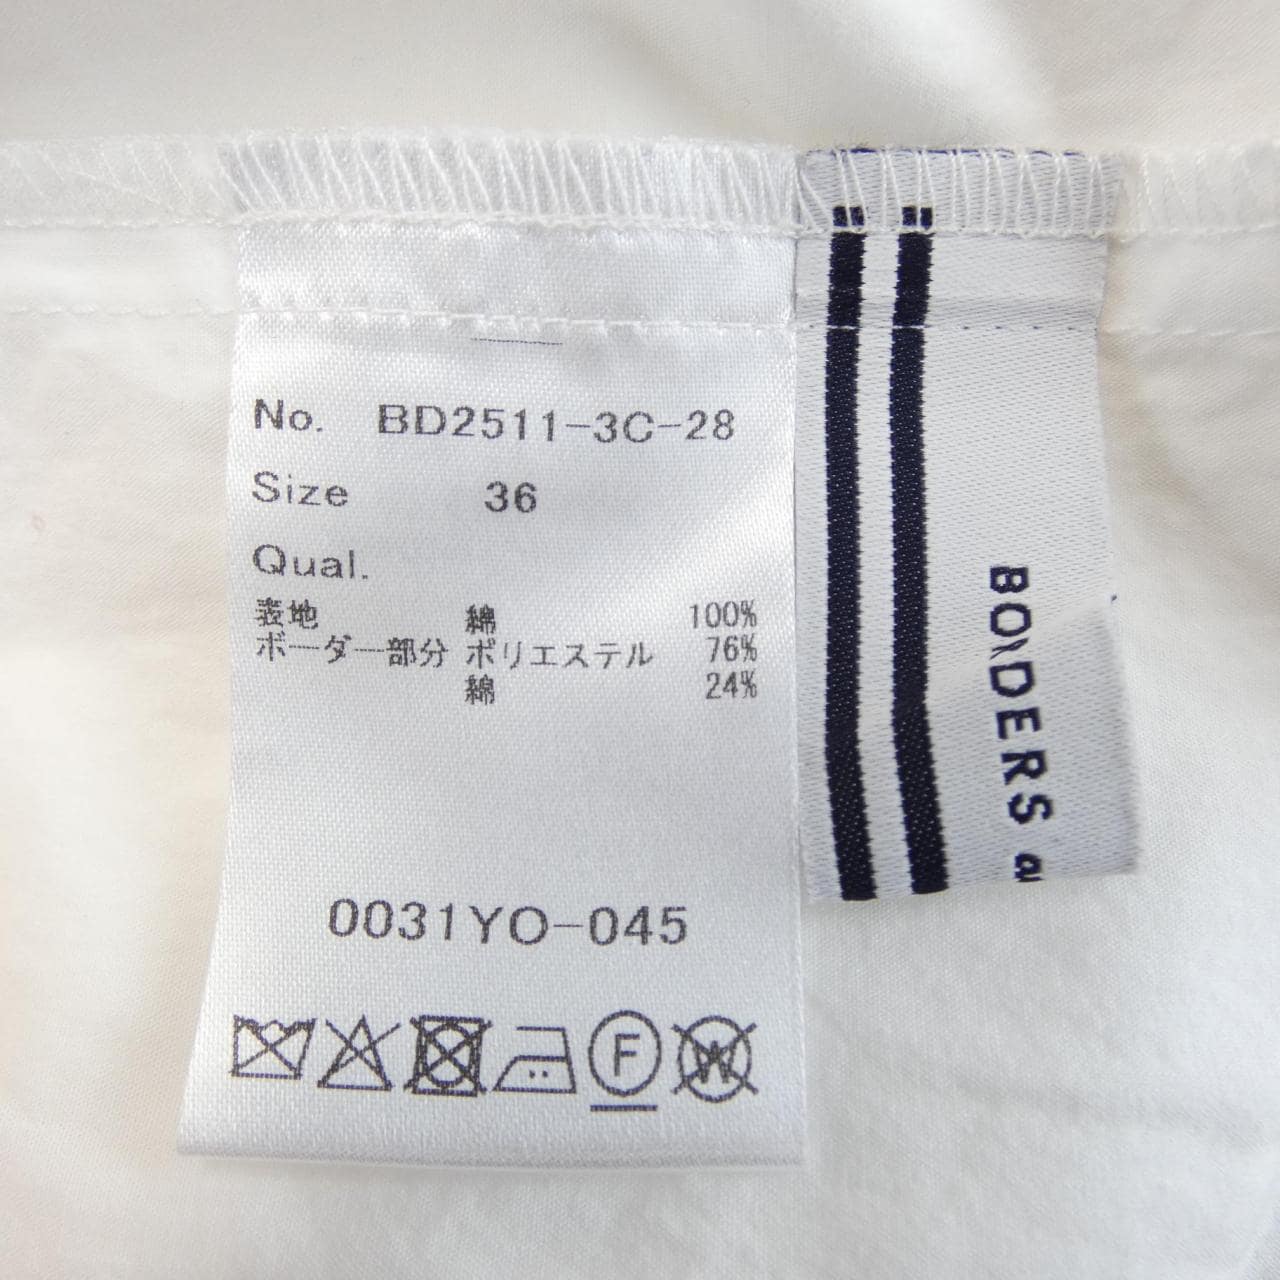 No. BD2511-3C-28
Size 36
Qual.
表地 綿 100%
ボーダー部分 ポリエステル 76%
綿 24%
0031YO-045
F
W
BORDERS